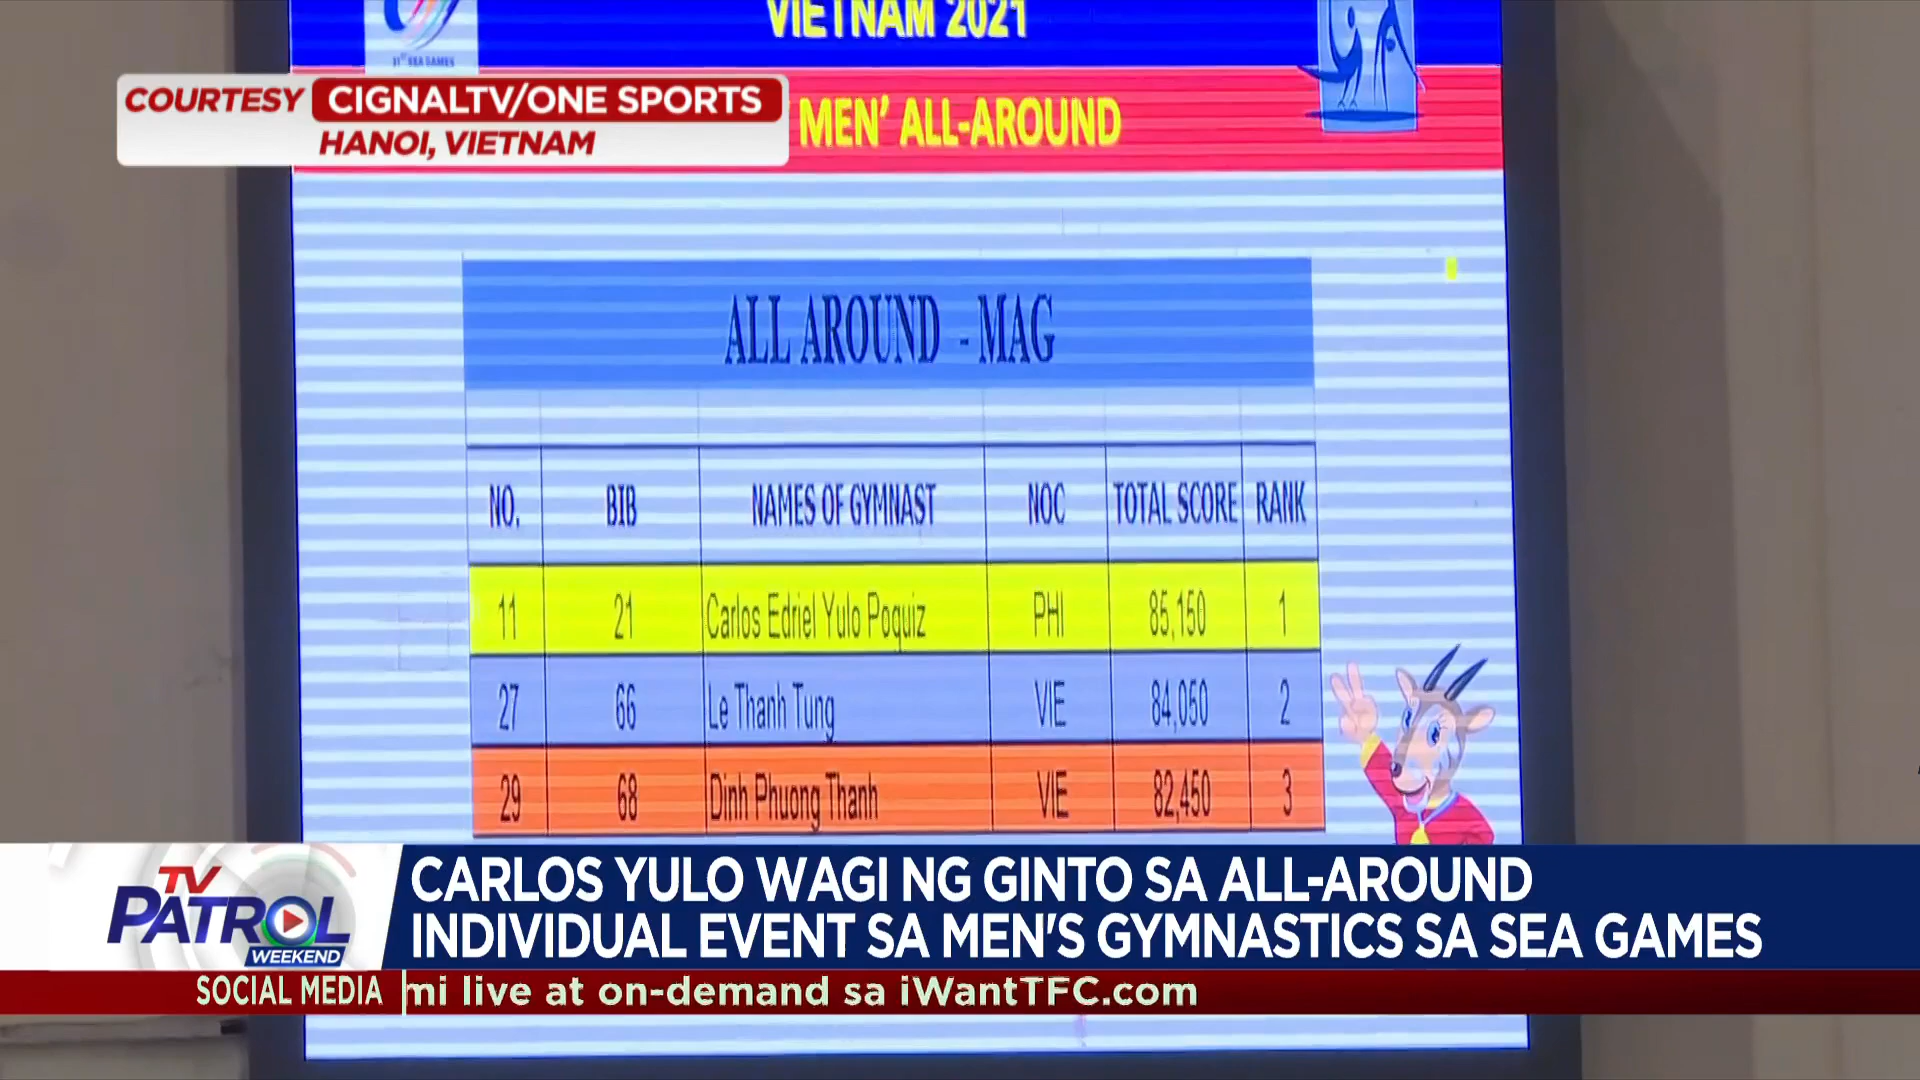 VIETNAM 2021
31ST SEA GAMES
COURTESY CIGNALTV/ONE SPORTS
HANOI, VIETNAM
MEN' ALL-AROUND
ALL AROUND - MAG
NO. BIB NAMES OF GYMNAST NOC TOTAL SCORE RANK
11 21 Carlos Edriel Yulo Poquiz PHI 85,150 1
27 66 Le Thanh Tung VIE 84,050 2
29 68 Dinh Phuong Thanh VIE 82,450 3
TV PATROL WEEKEND
CARLOS YULO WAGI NG GINTO SA ALL-AROUND
INDIVIDUAL EVENT SA MEN'S GYMNASTICS SA SEA GAMES
SOCIAL MEDIA mi live at on-demand sa iWantTFC.com